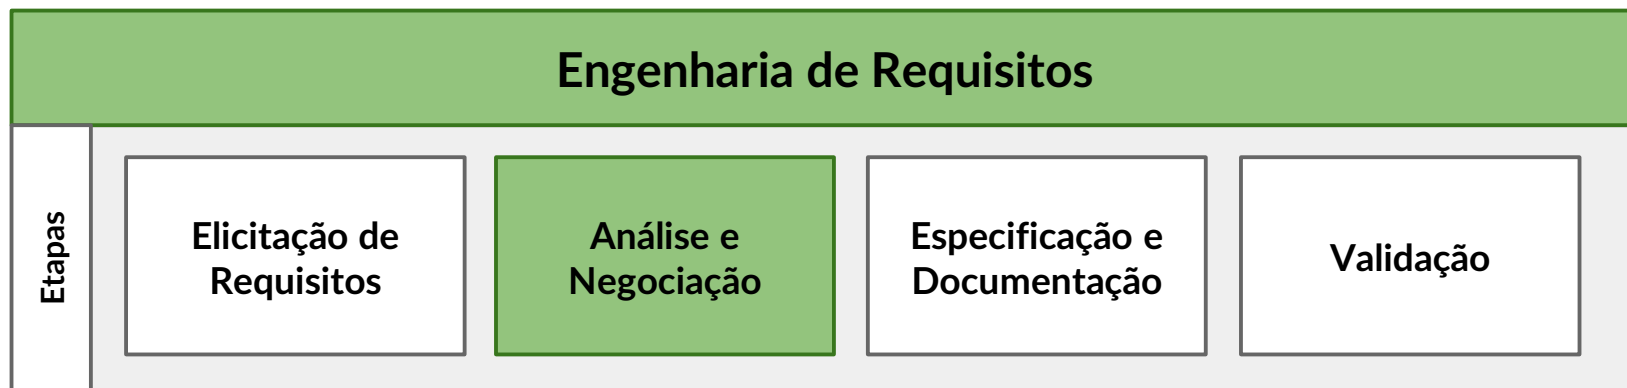 Engenharia de Requisitos
Etapas
Elicitação de
Requisitos
Análise e
Negociação
Especificação e
Documentação
Validação